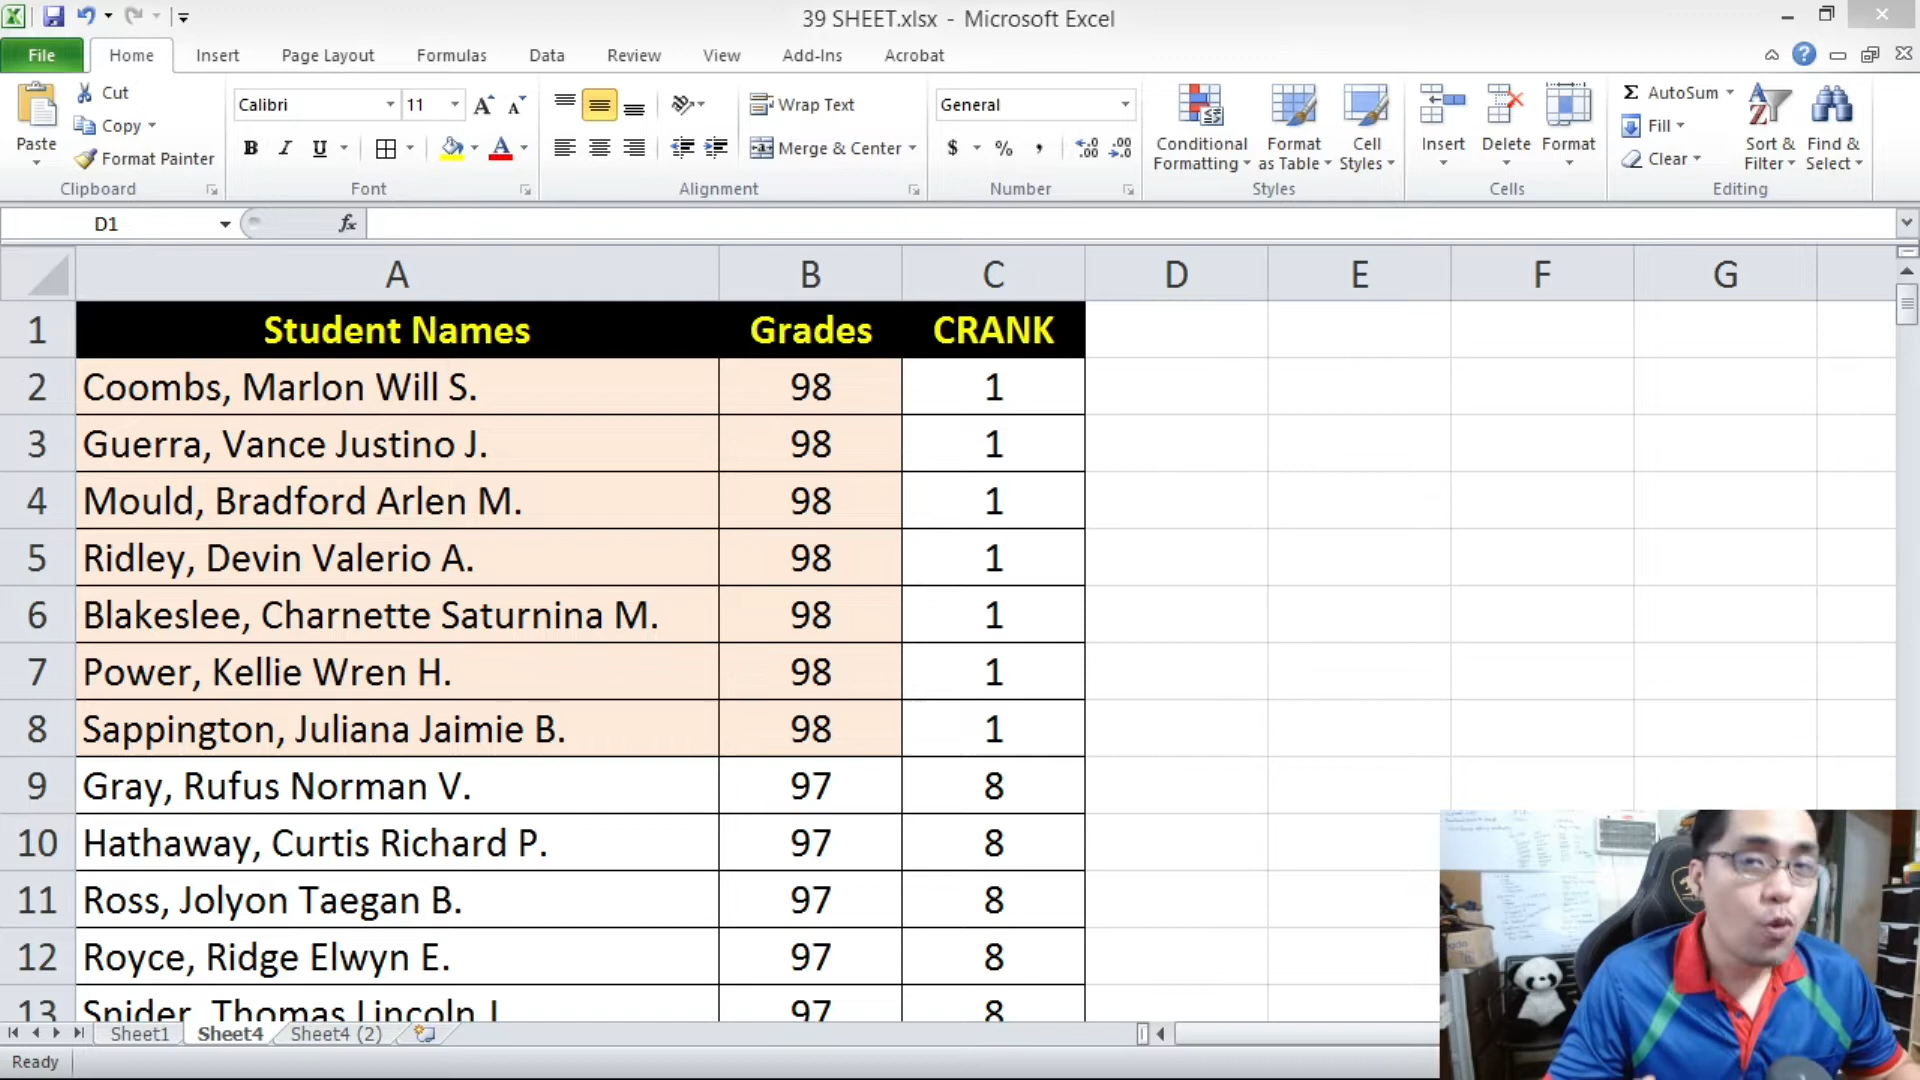 39 SHEET.xlsx - Microsoft Excel
File Home Insert Page Layout Formulas Data Review View Add-Ins Acrobat
Paste
Cut
Copy
Format Painter
Clipboard
Calibri 11
B I U
Font
Wrap Text
Merge & Center
Alignment
General
$ % ,
Number
Conditional Formatting
Format as Table
Cell Styles
Styles
Insert Delete Format
Cells
Σ AutoSum
Fill
Clear
Sort & Filter
Find & Select
Editing
D1 fx
A B C D E F G
1 Student Names Grades CRANK
2 Coombs, Marlon Will S. 98 1
3 Guerra, Vance Justino J. 98 1
4 Mould, Bradford Arlen M. 98 1
5 Ridley, Devin Valerio A. 98 1
6 Blakeslee, Charnette Saturnina M. 98 1
7 Power, Kellie Wren H. 98 1
8 Sappington, Juliana Jaimie B. 98 1
9 Gray, Rufus Norman V. 97 8
10 Hathaway, Curtis Richard P. 97 8
11 Ross, Jolyon Taegan B. 97 8
12 Royce, Ridge Elwyn E. 97 8
13 Snider, Thomas Lincoln 97 8
Sheet1 Sheet4 Sheet4 (2)
Ready